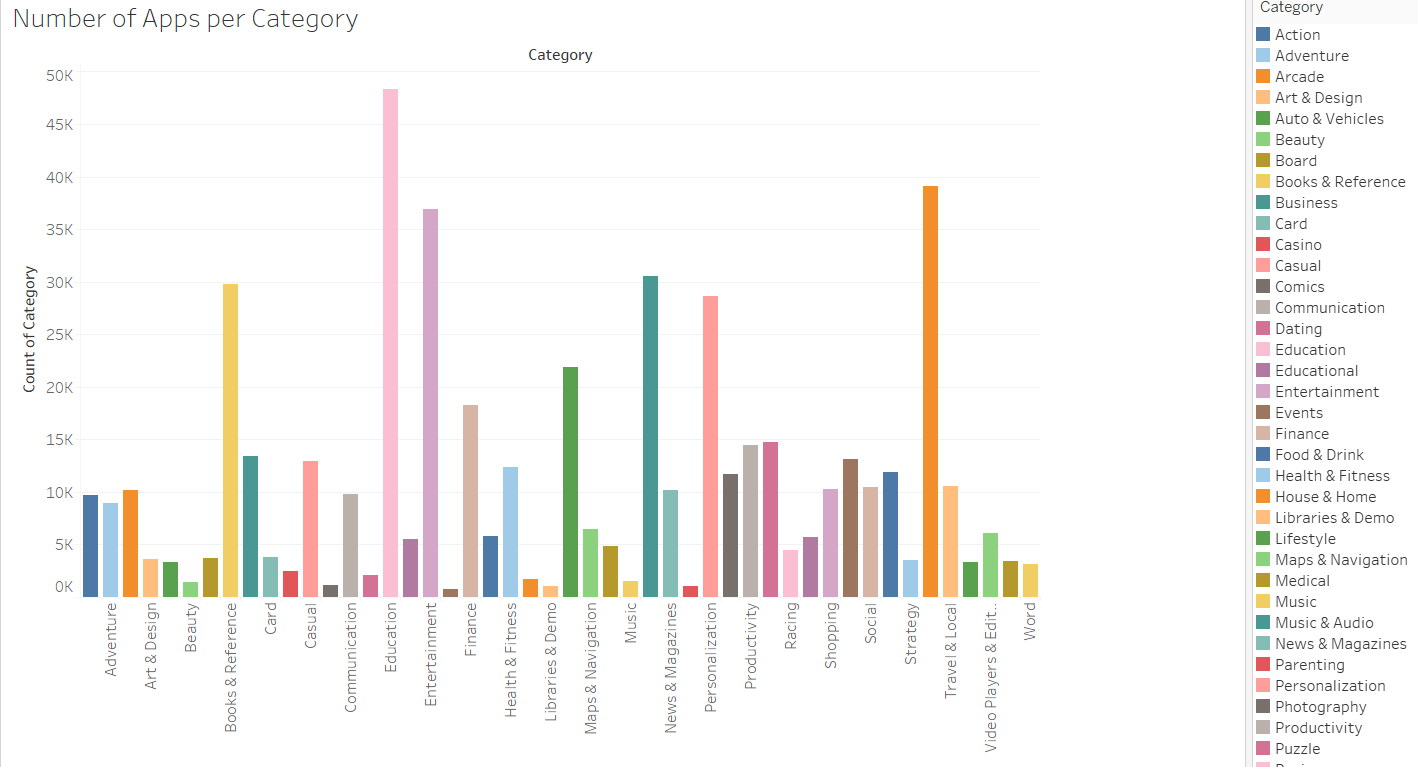 Number of Apps per Category
Category
50K
45K
40K
35K
30K
25K
20K
15K
10K
5K
0K
Count of Category
Adventure
Art & Design
Beauty
Books & Reference
Card
Casual
Communication
Education
Entertainment
Finance
Health & Fitness
Libraries & Demo
Maps & Navigation
Music
News & Magazines
Personalization
Productivity
Racing
Shopping
Social
Strategy
Travel & Local
Video Players & Edit..
Word
Category
Action
Adventure
Arcade
Art & Design
Auto & Vehicles
Beauty
Board
Books & Reference
Business
Card
Casino
Casual
Comics
Communication
Dating
Education
Educational
Entertainment
Events
Finance
Food & Drink
Health & Fitness
House & Home
Libraries & Demo
Lifestyle
Maps & Navigation
Medical
Music
Music & Audio
News & Magazines
Parenting
Personalization
Photography
Productivity
Puzzle